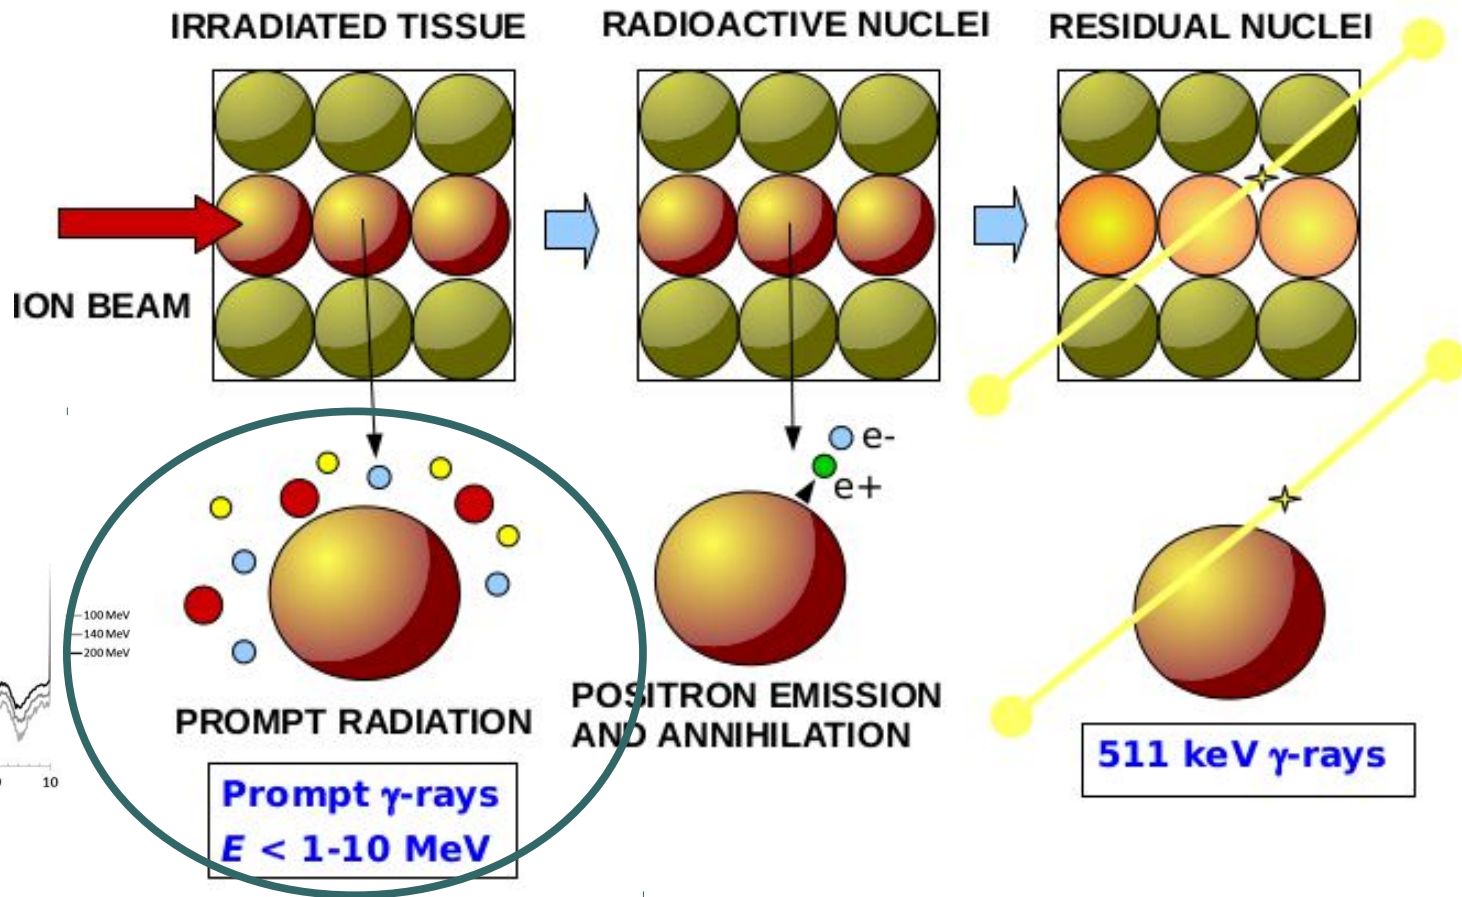 IRRADIATED TISSUE
RADIOACTIVE NUCLEI
RESIDUAL NUCLEI
ION BEAM
e-
e+
100 MeV
140 MeV
200 MeV
10
PROMPT RADIATION
POSITRON EMISSION
AND ANNIHILATION
Prompt γ-rays
E < 1-10 MeV
511 keV γ-rays